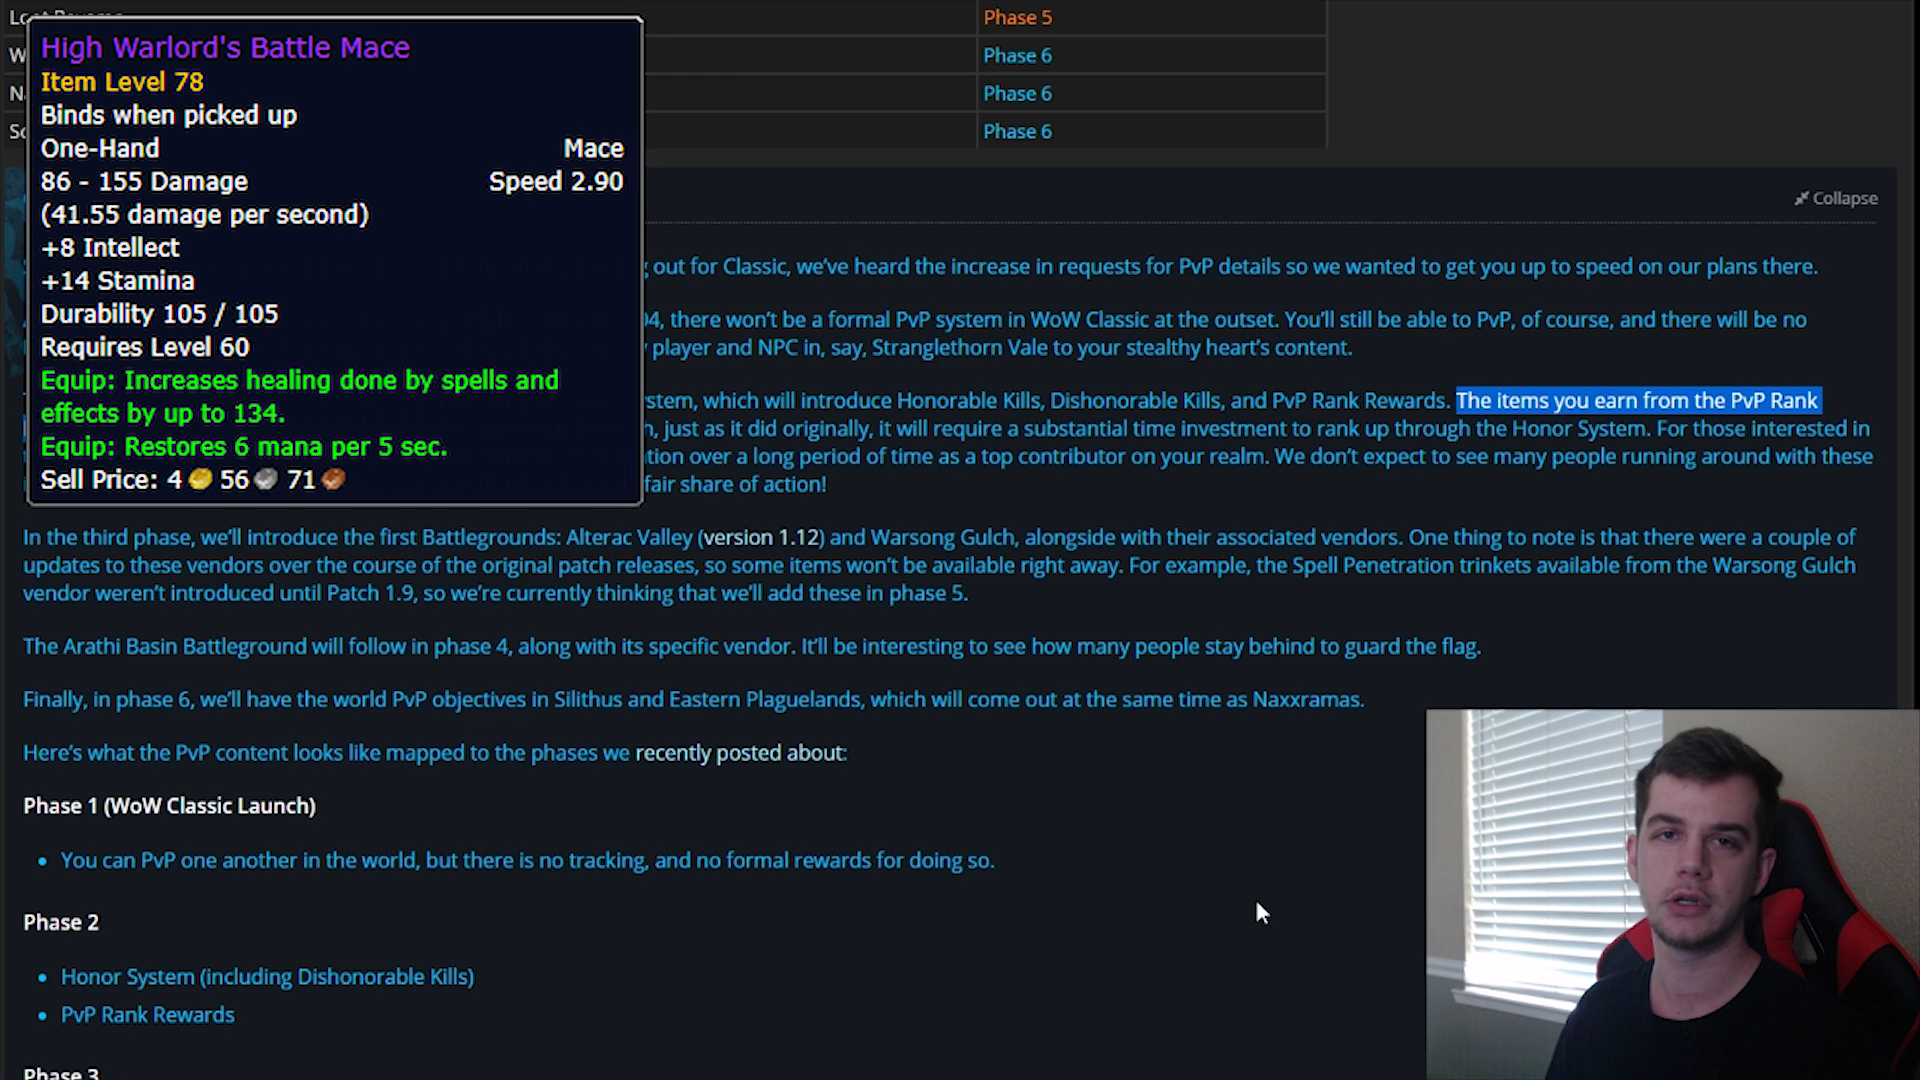 Phase 5
Phase 6
Phase 6
Phase 6
High Warlord's Battle Mace
Item Level 78
Binds when picked up
One-Hand Mace
86 - 155 Damage Speed 2.90
(41.55 damage per second)
+8 Intellect
+14 Stamina
Durability 105 / 105
Requires Level 60
Equip: Increases healing done by spells and
effects by up to 134.
Equip: Restores 6 mana per 5 sec.
Sell Price: 4 56 71
Collapse
out for Classic, we've heard the increase in requests for PvP details so we wanted to get you up to speed on our plans there.
, there won't be a formal PvP system in WoW Classic at the outset. You'll still be able to PvP, of course, and there will be no
player and NPC in, say, Stranglethorn Vale to your stealthy heart's content.
stem, which will introduce Honorable Kills, Dishonorable Kills, and PvP Rank Rewards. The items you earn from the PvP Rank
, just as it did originally, it will require a substantial time investment to rank up through the Honor System. For those interested in
tion over a long period of time as a top contributor on your realm. We don't expect to see many people running around with these
fair share of action!
In the third phase, we'll introduce the first Battlegrounds: Alterac Valley (version 1.12) and Warsong Gulch, alongside with their associated vendors. One thing to note is that there were a couple of
updates to these vendors over the course of the original patch releases, so some items won't be available right away. For example, the Spell Penetration trinkets available from the Warsong Gulch
vendor weren't introduced until Patch 1.9, so we're currently thinking that we'll add these in phase 5.
The Arathi Basin Battleground will follow in phase 4, along with its specific vendor. It'll be interesting to see how many people stay behind to guard the flag.
Finally, in phase 6, we'll have the world PvP objectives in Silithus and Eastern Plaguelands, which will come out at the same time as Naxxramas.
Here's what the PvP content looks like mapped to the phases we recently posted about:
Phase 1 (WoW Classic Launch)
• You can PvP one another in the world, but there is no tracking, and no formal rewards for doing so.
Phase 2
• Honor System (including Dishonorable Kills)
• PvP Rank Rewards
Phase 3